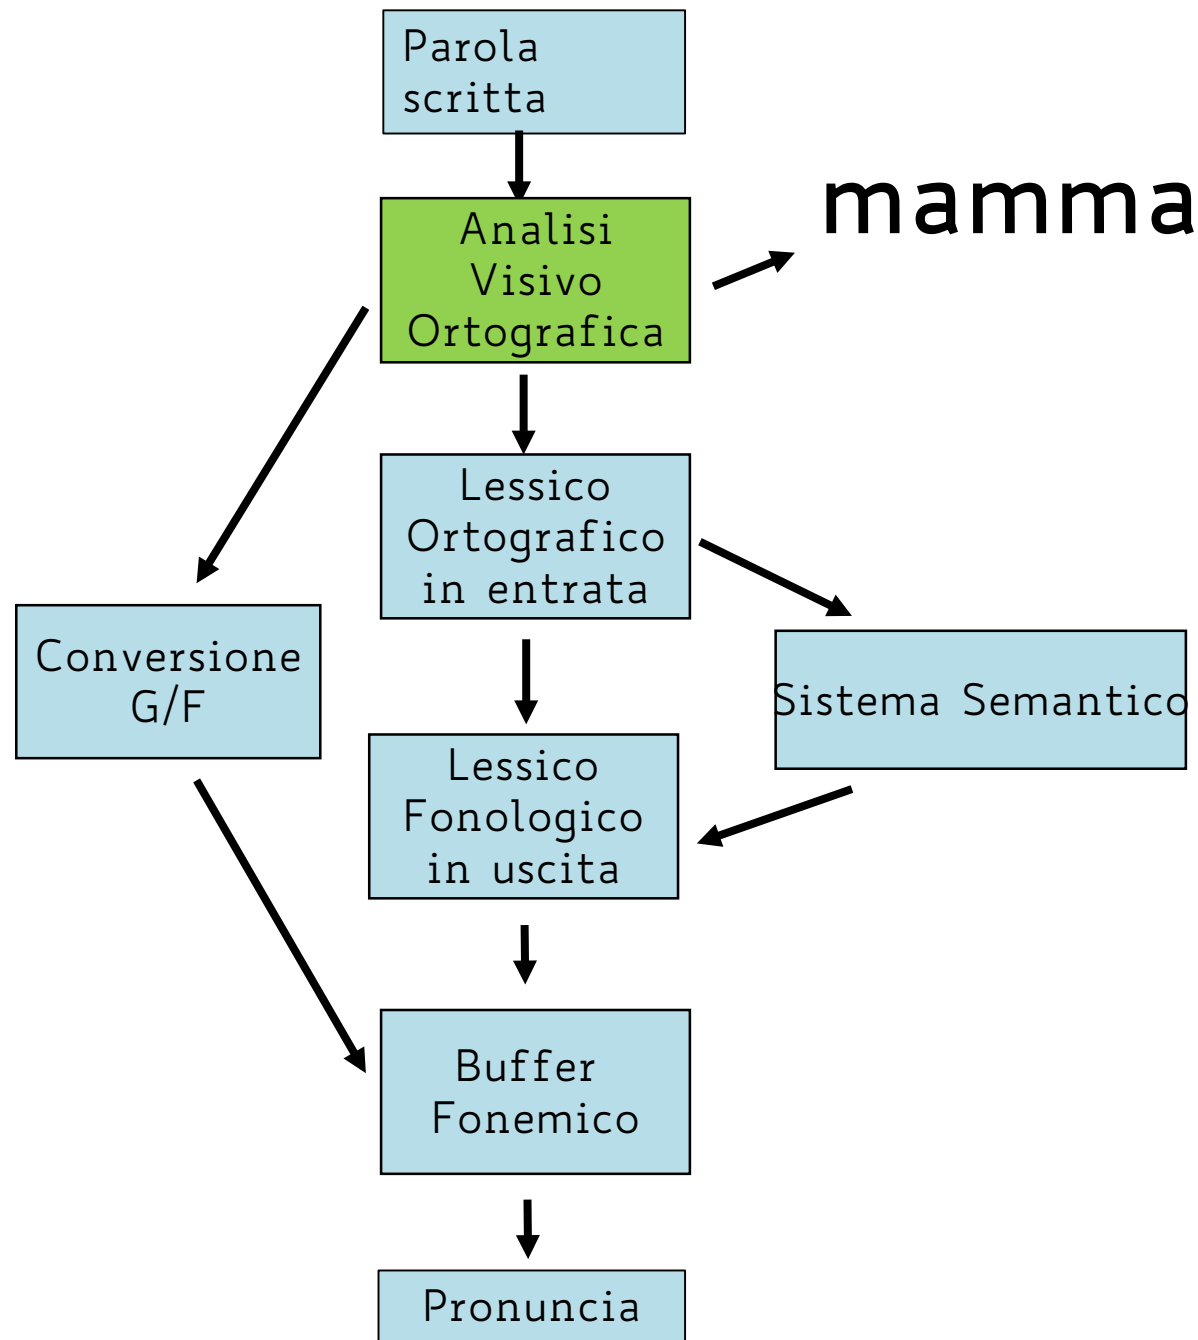 Parola
scritta
mamma
Analisi
Visivo
Ortografica
Lessico
Ortografico
in entrata
Conversione
G/F
Sistema Semantico
Lessico
Fonologico
in uscita
Buffer
Fonemico
Pronuncia